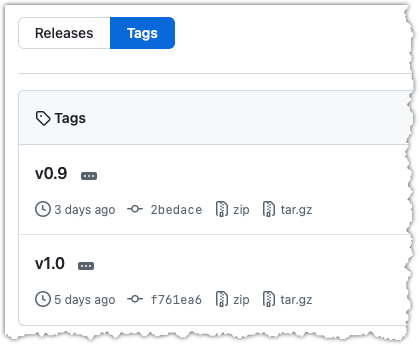 Releases Tags
Tags
v0.9
3 days ago 2bedace zip tar.gz
v1.0
5 days ago f761ea6 zip tar.gz